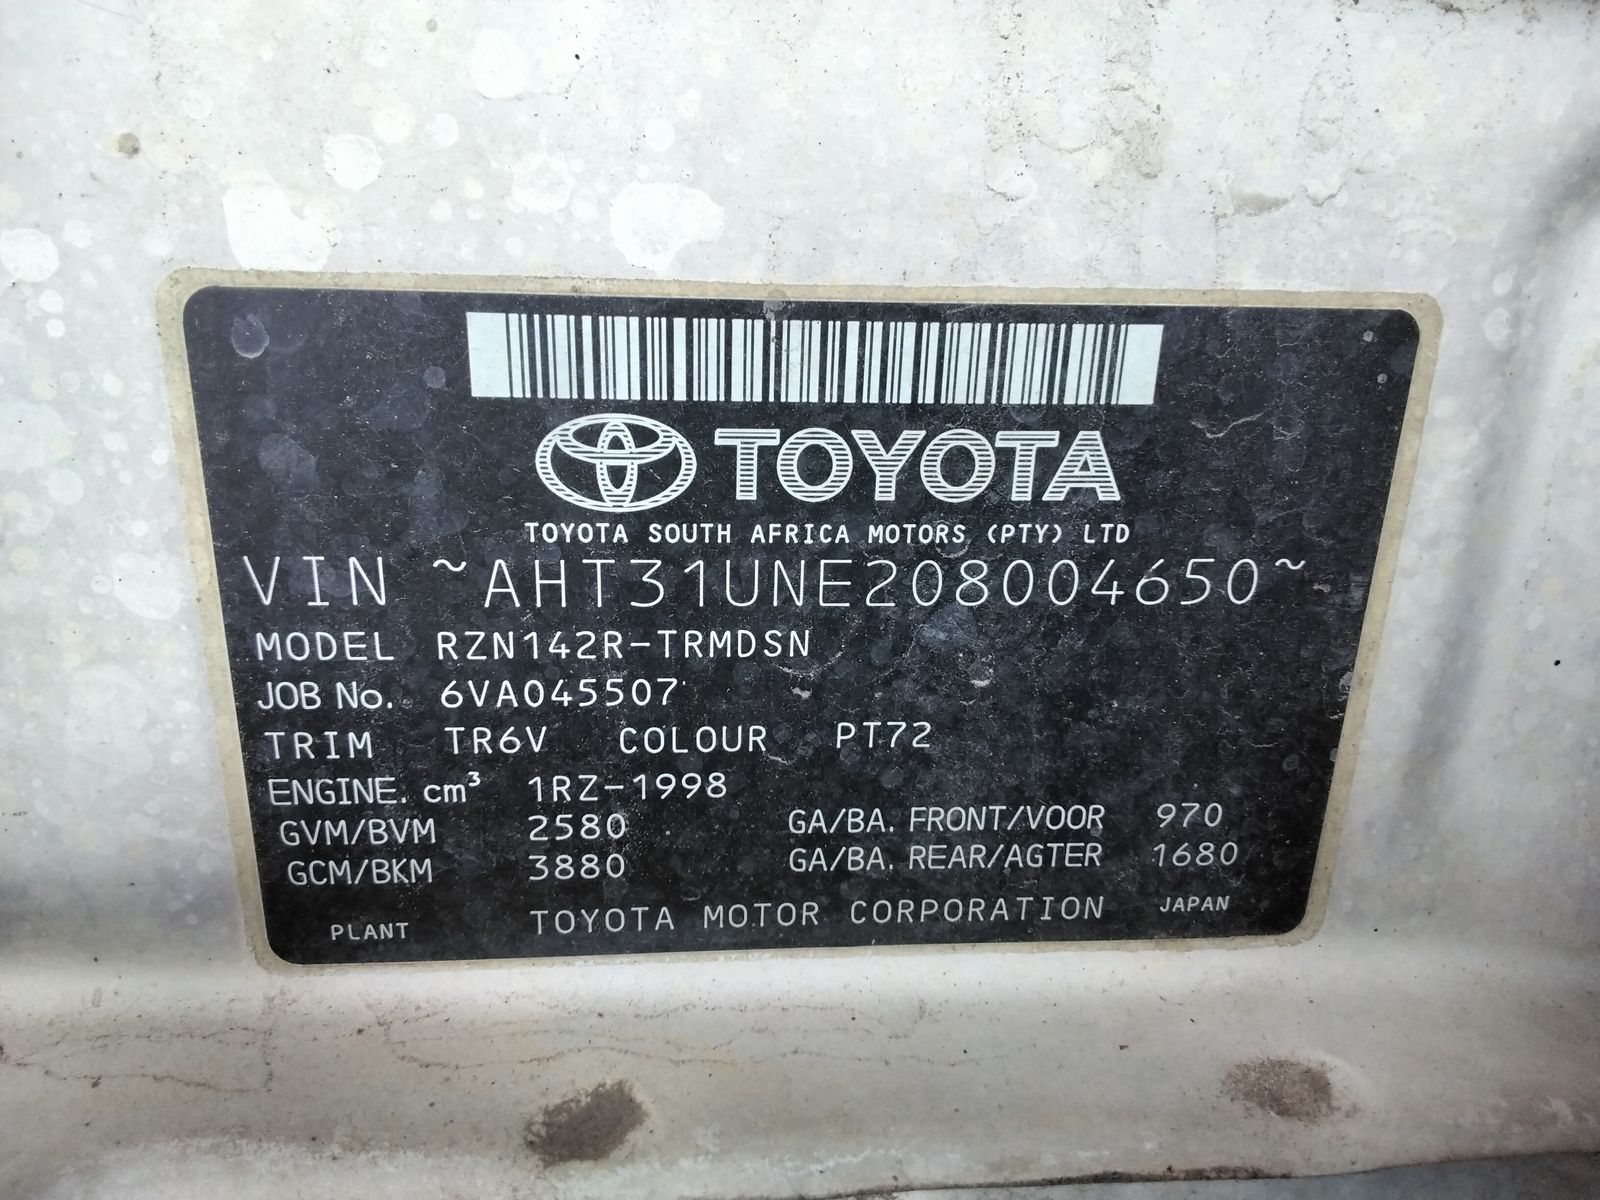 TOYOTA
TOYOTA SOUTH AFRICA MOTORS (PTY) LTD
VIN ~AHT31UNE208004650~
MODEL RZN142R-TRMDSN
JOB No. 6VA045507
TRIM TR6V COLOUR PT72
ENGINE. cm³ 1RZ-1998
GVM/BVM 2580 GA/BA. FRONT/VOOR 970
GCM/BKM 3880 GA/BA. REAR/AGTER 1680
PLANT TOYOTA MOTOR CORPORATION JAPAN